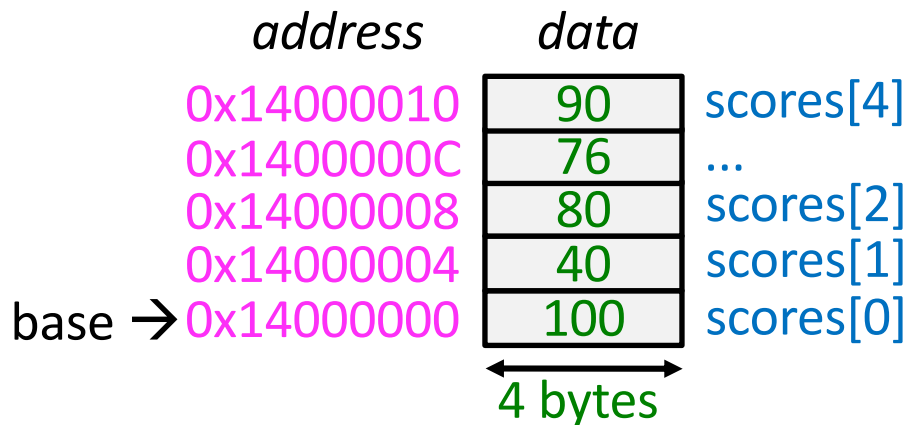 address data
0x14000010 90 scores[4]
0x1400000C 76 ...
0x14000008 80 scores[2]
0x14000004 40 scores[1]
base → 0x14000000 100 scores[0]
4 bytes